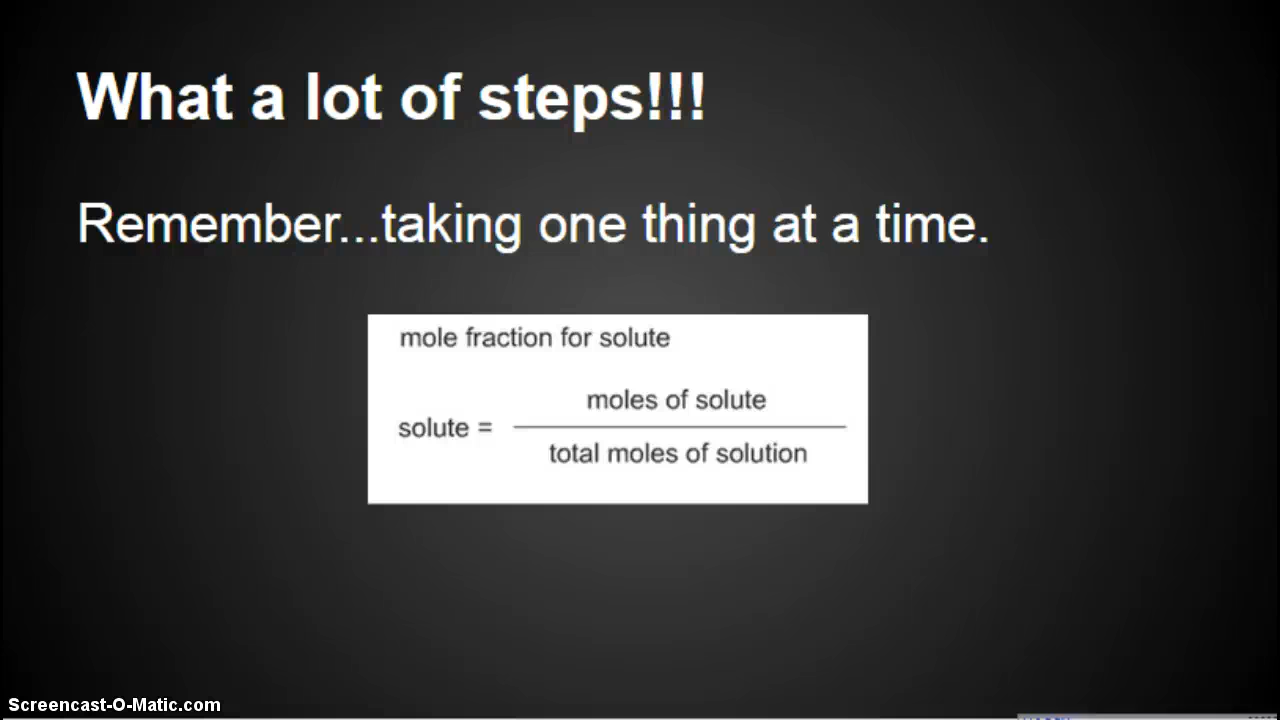 What a lot of steps!!!
Remember...taking one thing at a time.
mole fraction for solute
moles of solute
solute =
total moles of solution
Screencast-O-Matic.com